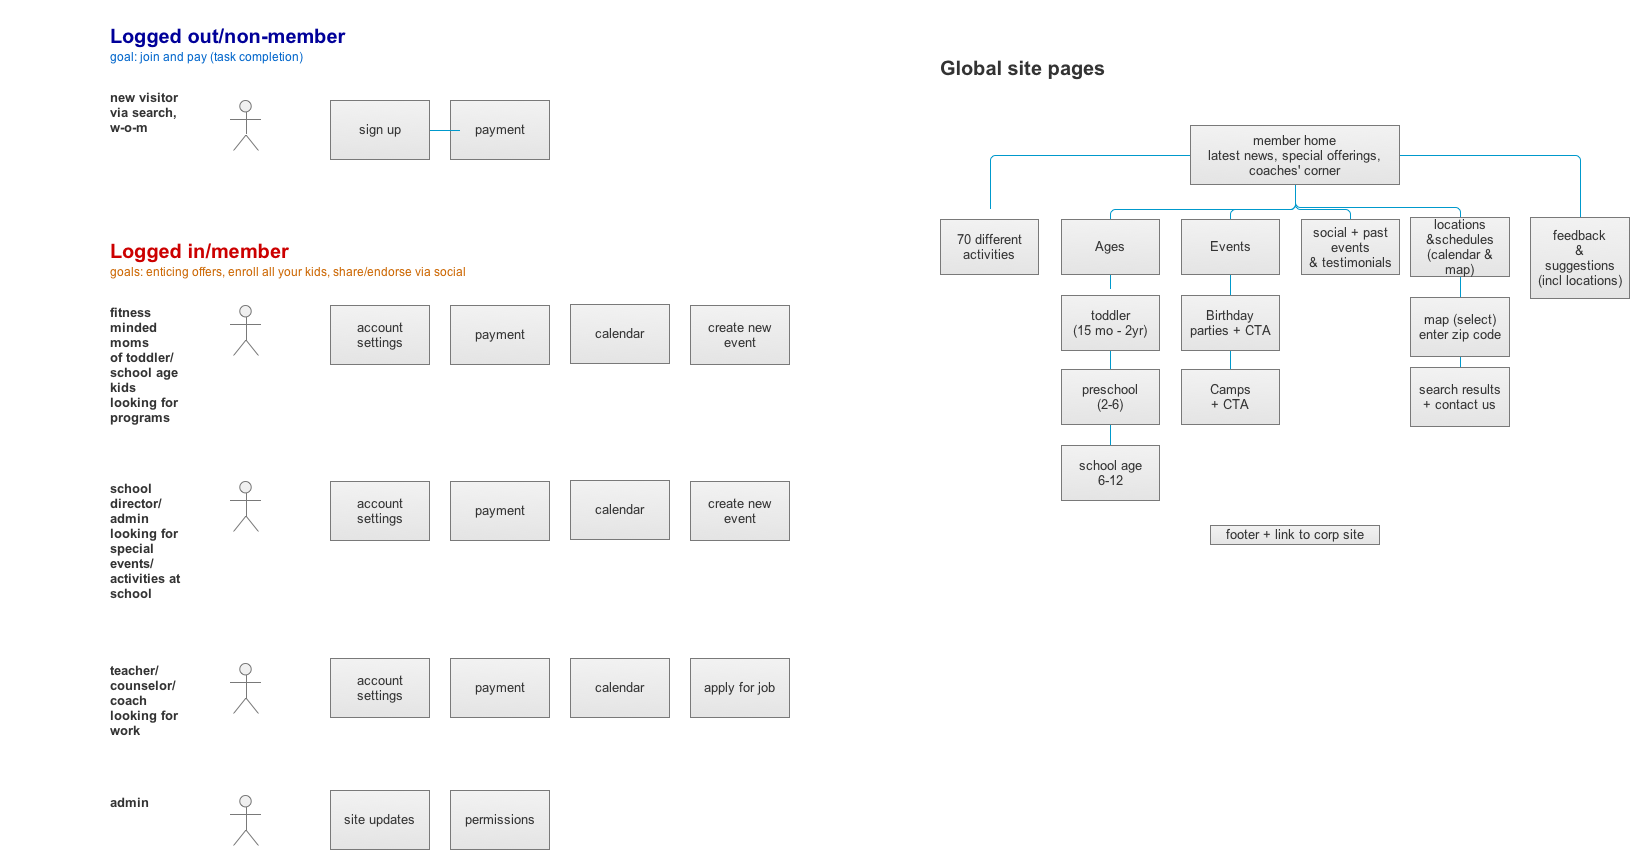 Logged out/non-member
goal: join and pay (task completion)
new visitor
via search,
w-o-m
sign up
payment
Logged in/member
goals: enticing offers, enroll all your kids, share/endorse via social
fitness
minded
moms
of toddler/
school age
kids
looking for
programs
account
settings
payment
calendar
create new
event
school
director/
admin
looking for
special
events/
activities at
school
account
settings
payment
calendar
create new
event
teacher/
counselor/
coach
looking for
work
account
settings
payment
calendar
apply for job
admin
site updates
permissions
Global site pages
member home
latest news, special offerings,
coaches' corner
70 different
activities
Ages
Events
social + past
events
& testimonials
locations
&schedules
(calendar &
map)
feedback
&
suggestions
(incl locations)
toddler
(15 mo - 2yr)
Birthday
parties + CTA
map (select)
enter zip code
preschool
(2-6)
Camps
+ CTA
search results
+ contact us
school age
6-12
footer + link to corp site